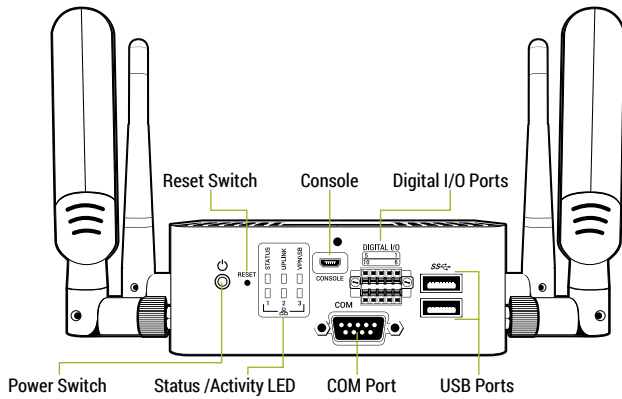 Reset Switch
Console
Digital I/O Ports
STATUS
UPLINK
VPN/SB
RESET
1
2
3
CONSOLE
DIGITAL I/O
5 1
10 6
SS
COM
Power Switch
Status /Activity LED
COM Port
USB Ports